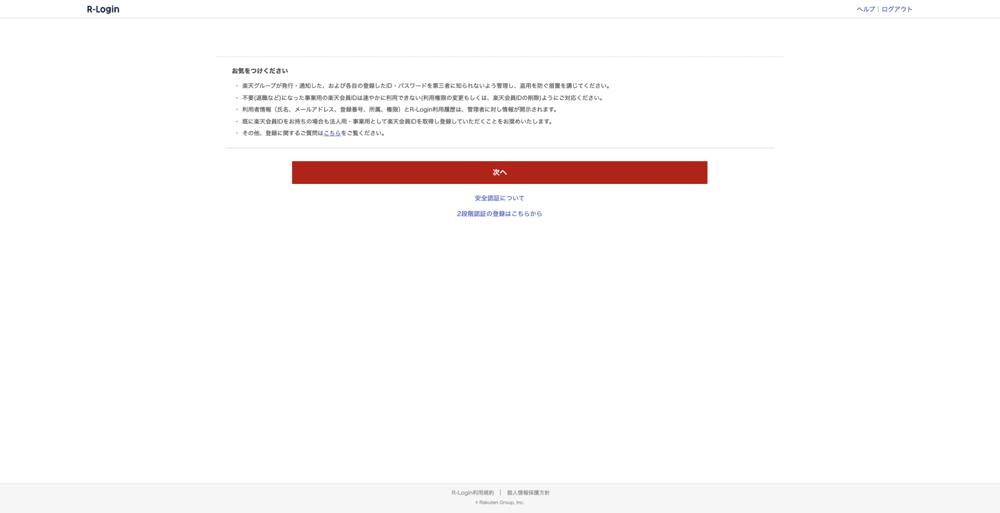 R-Login
ヘルプ | ログアウト
お気をつけください
・ 楽天グループが発行・通知した、および各自の登録したID・パスワードを第三者に知られないよう管理し、盗用を防ぐ措置を講じてください。
・ 不要(退職など)になった事業用の楽天会員IDは速やかに利用できない(利用権限の変更もしくは、楽天会員IDの削除)ようにご対応ください。
・ 利用者情報（氏名、メールアドレス、登録番号、所属、権限）とR-Login利用履歴は、管理者に対し情報が開示されます。
・ 既に楽天会員IDをお持ちの場合も法人用・事業用として楽天会員IDを取得し登録していただくことをお奨めいたします。
・ その他、登録に関するご質問はこちらをご覧ください。
次へ
安全認証について
2段階認証の登録はこちらから
R-Login利用規約 | 個人情報保護方針
© Rakuten Group, Inc.